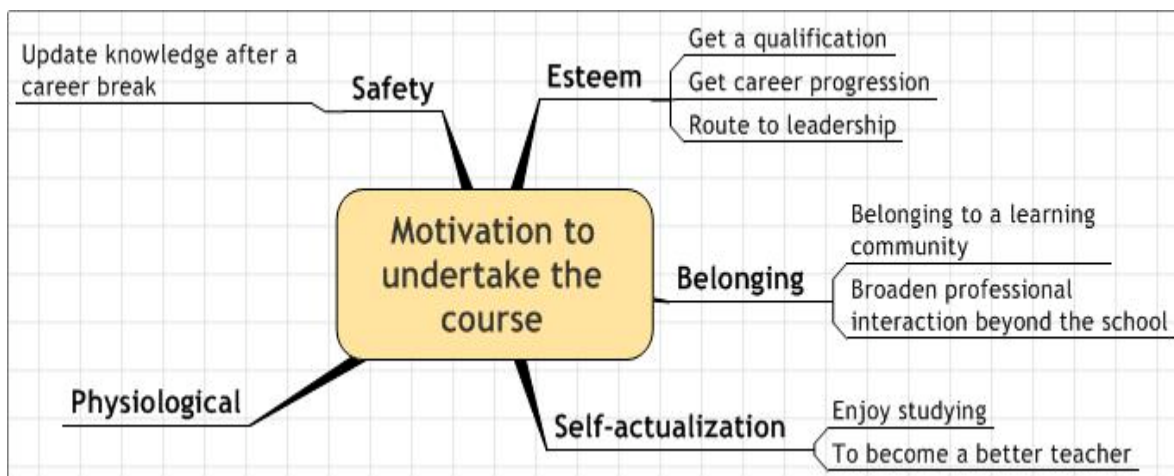 Update knowledge after a
career break
Safety
Esteem
Get a qualification
Get career progression
Route to leadership
Motivation to
undertake the
course
Belonging
Belonging to a learning
community
Broaden professional
interaction beyond the school
Physiological
Self-actualization
Enjoy studying
To become a better teacher